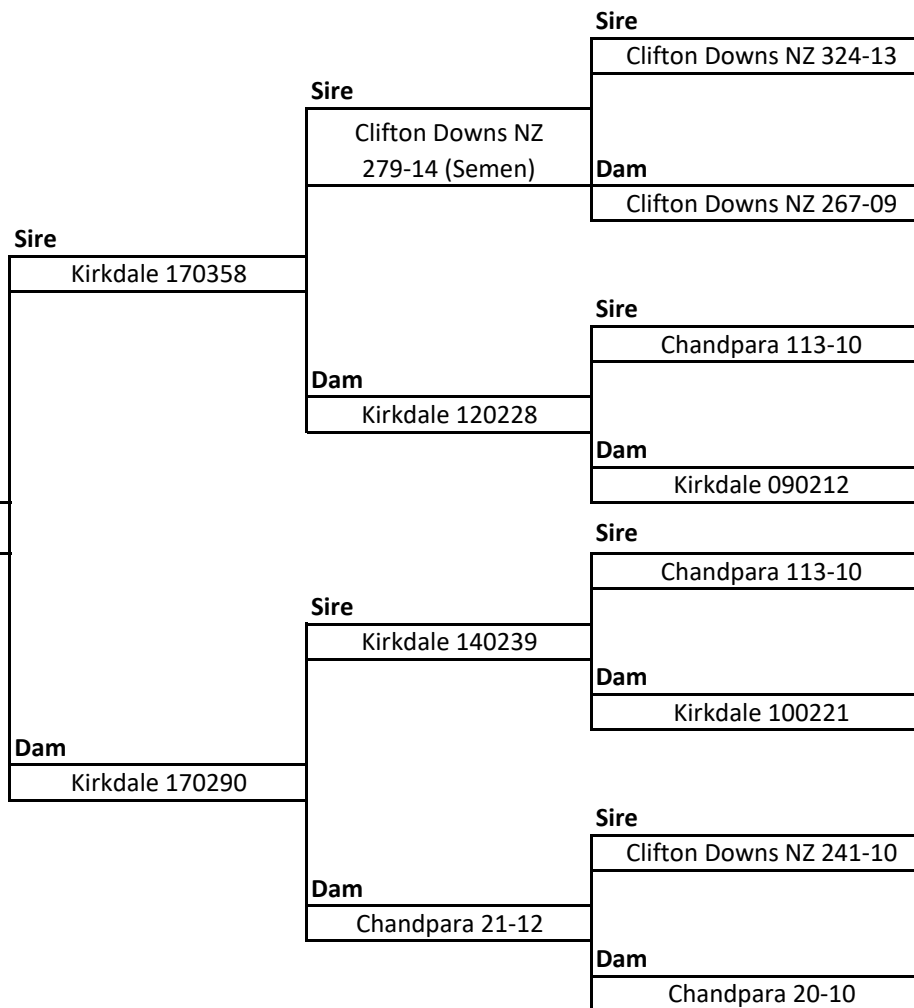 Sire
Clifton Downs NZ 324-13
Sire
Clifton Downs NZ
279-14 (Semen)
Dam
Clifton Downs NZ 267-09
Sire
Kirkdale 170358
Sire
Chandpara 113-10
Dam
Kirkdale 120228
Dam
Kirkdale 090212
Sire
Chandpara 113-10
Sire
Kirkdale 140239
Dam
Kirkdale 100221
Dam
Kirkdale 170290
Sire
Clifton Downs NZ 241-10
Dam
Chandpara 21-12
Dam
Chandpara 20-10